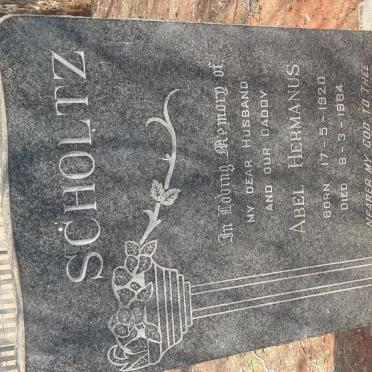 SCHOLTZ
In Loving Memory of
MY DEAR HUSBAND
AND OUR DADDY
ABEL HERMANUS
BORN 17-5-1920
DIED 8-3-1964
NEARER MY GOD TO THEE